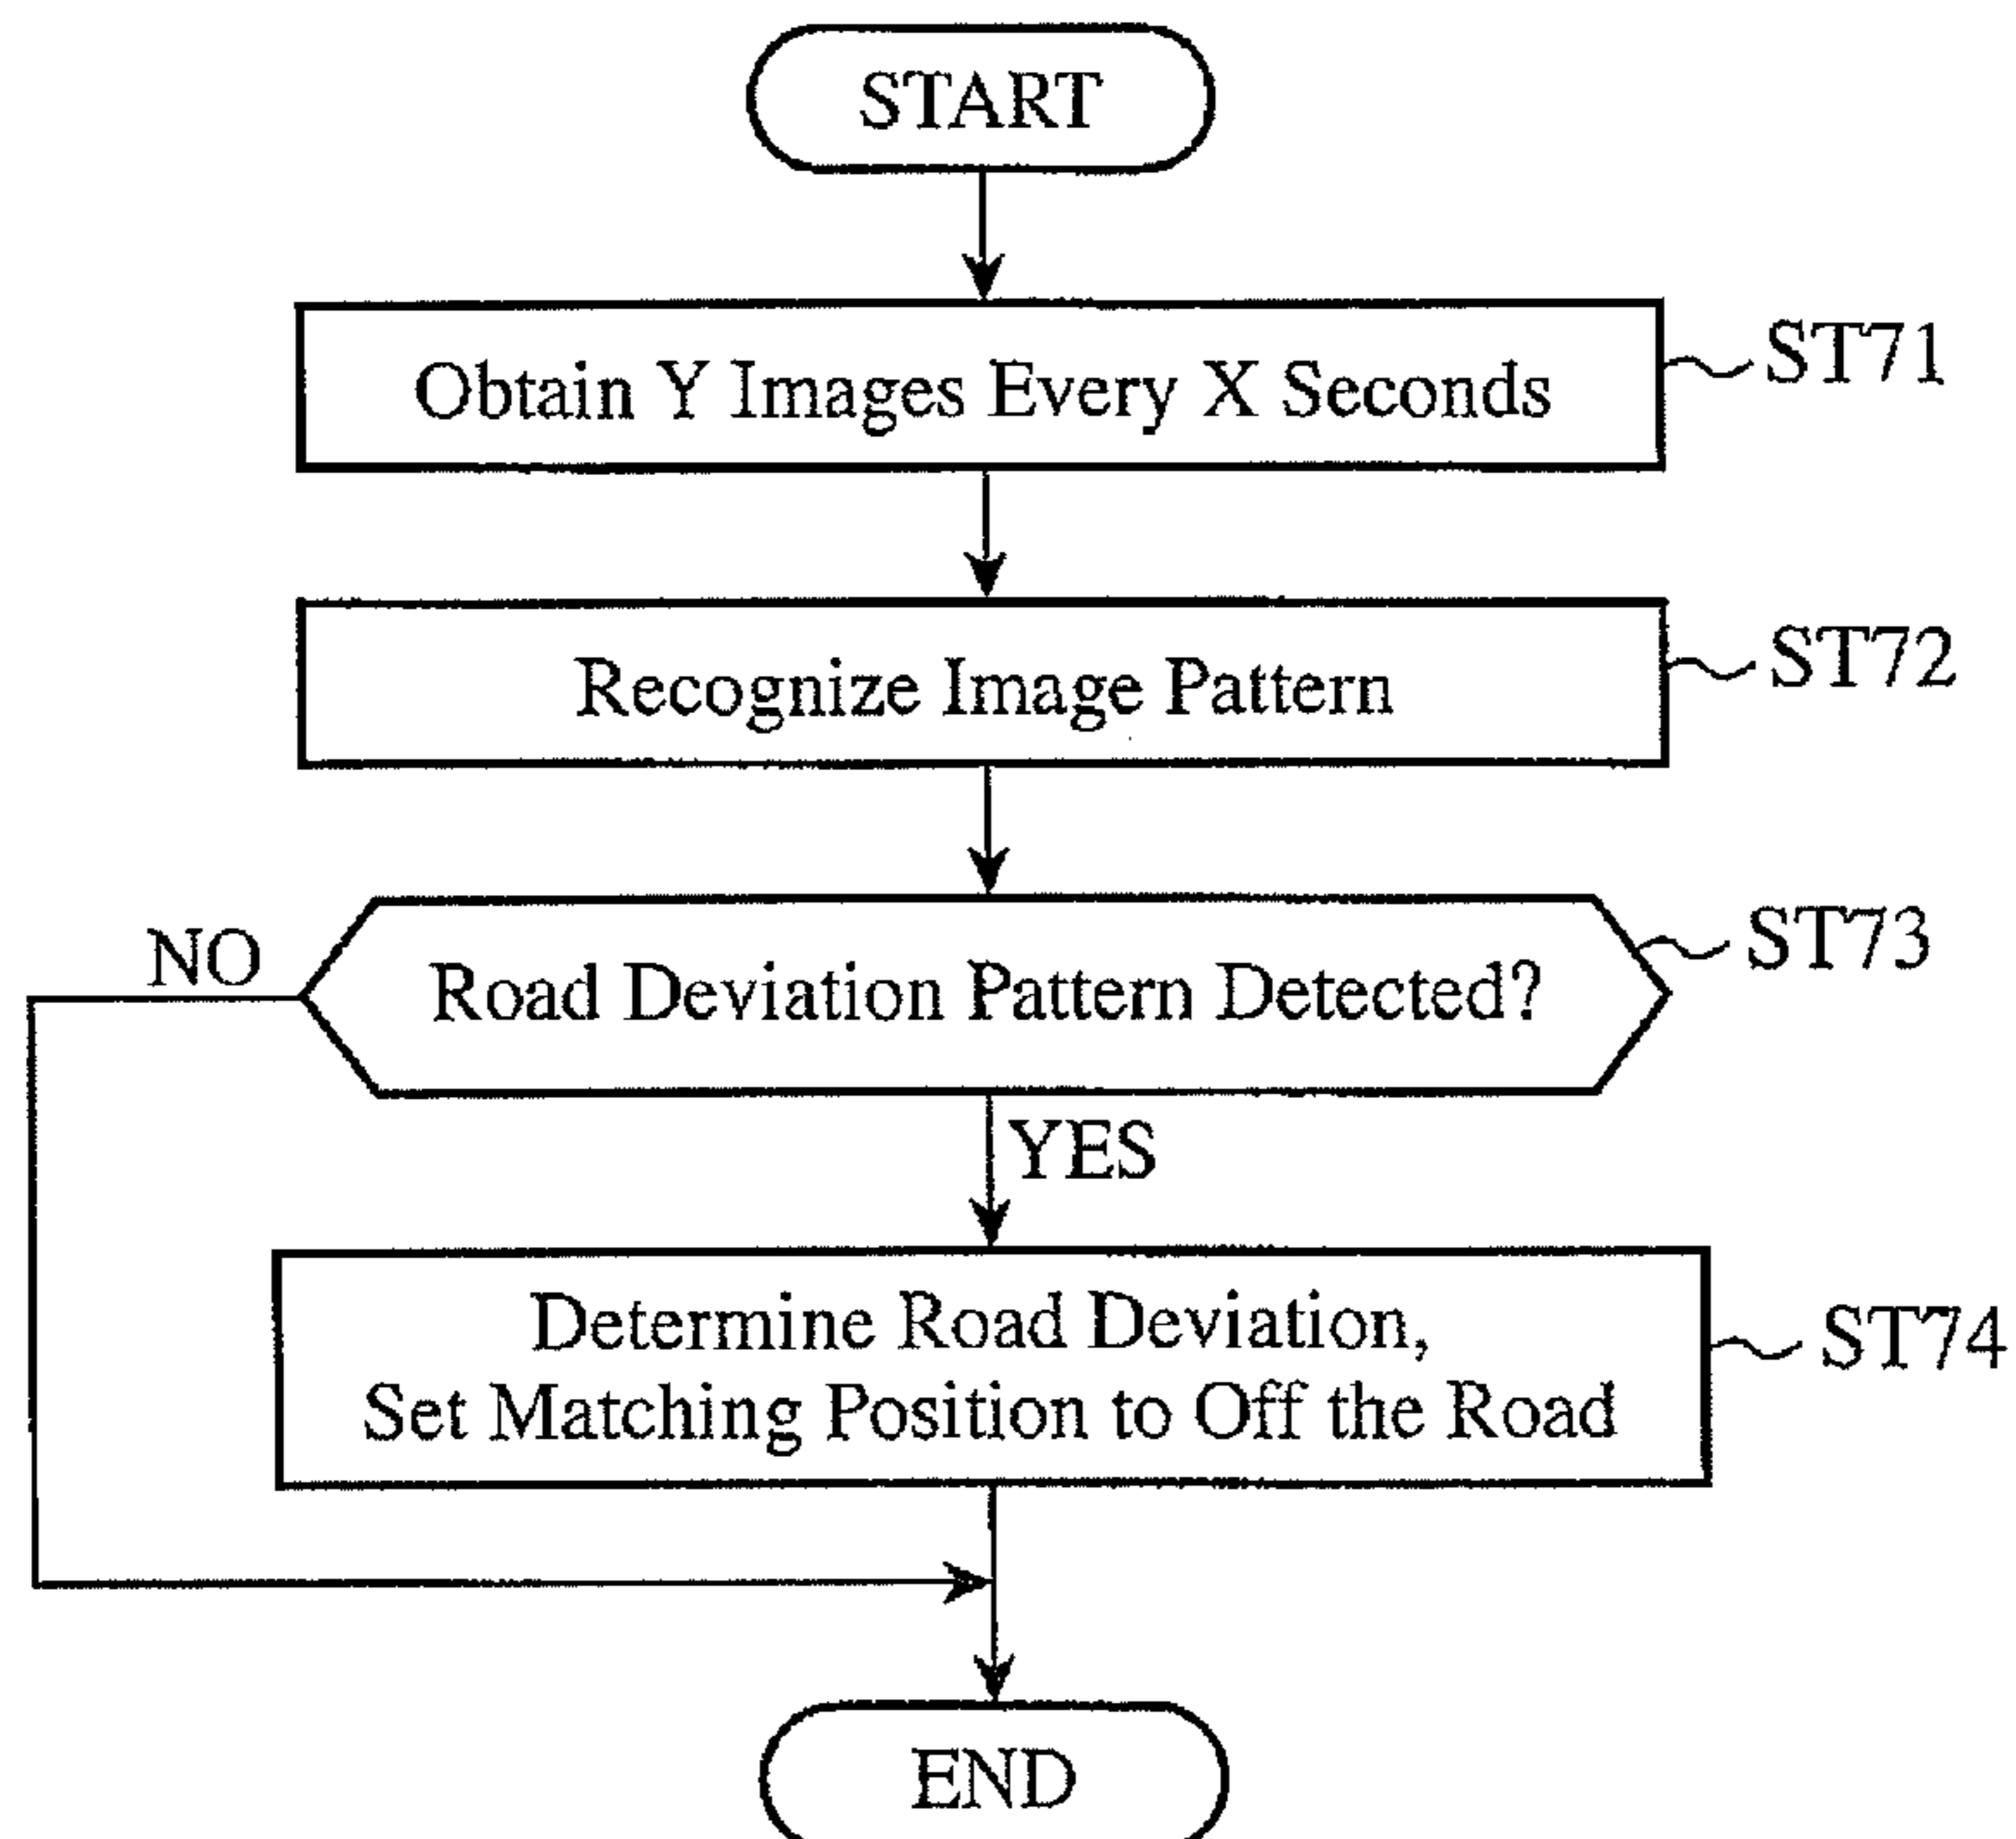 START
Obtain Y Images Every X Seconds
ST71
Recognize Image Pattern
ST72
Road Deviation Pattern Detected?
ST73
NO
YES
Determine Road Deviation,
Set Matching Position to Off the Road
ST74
END